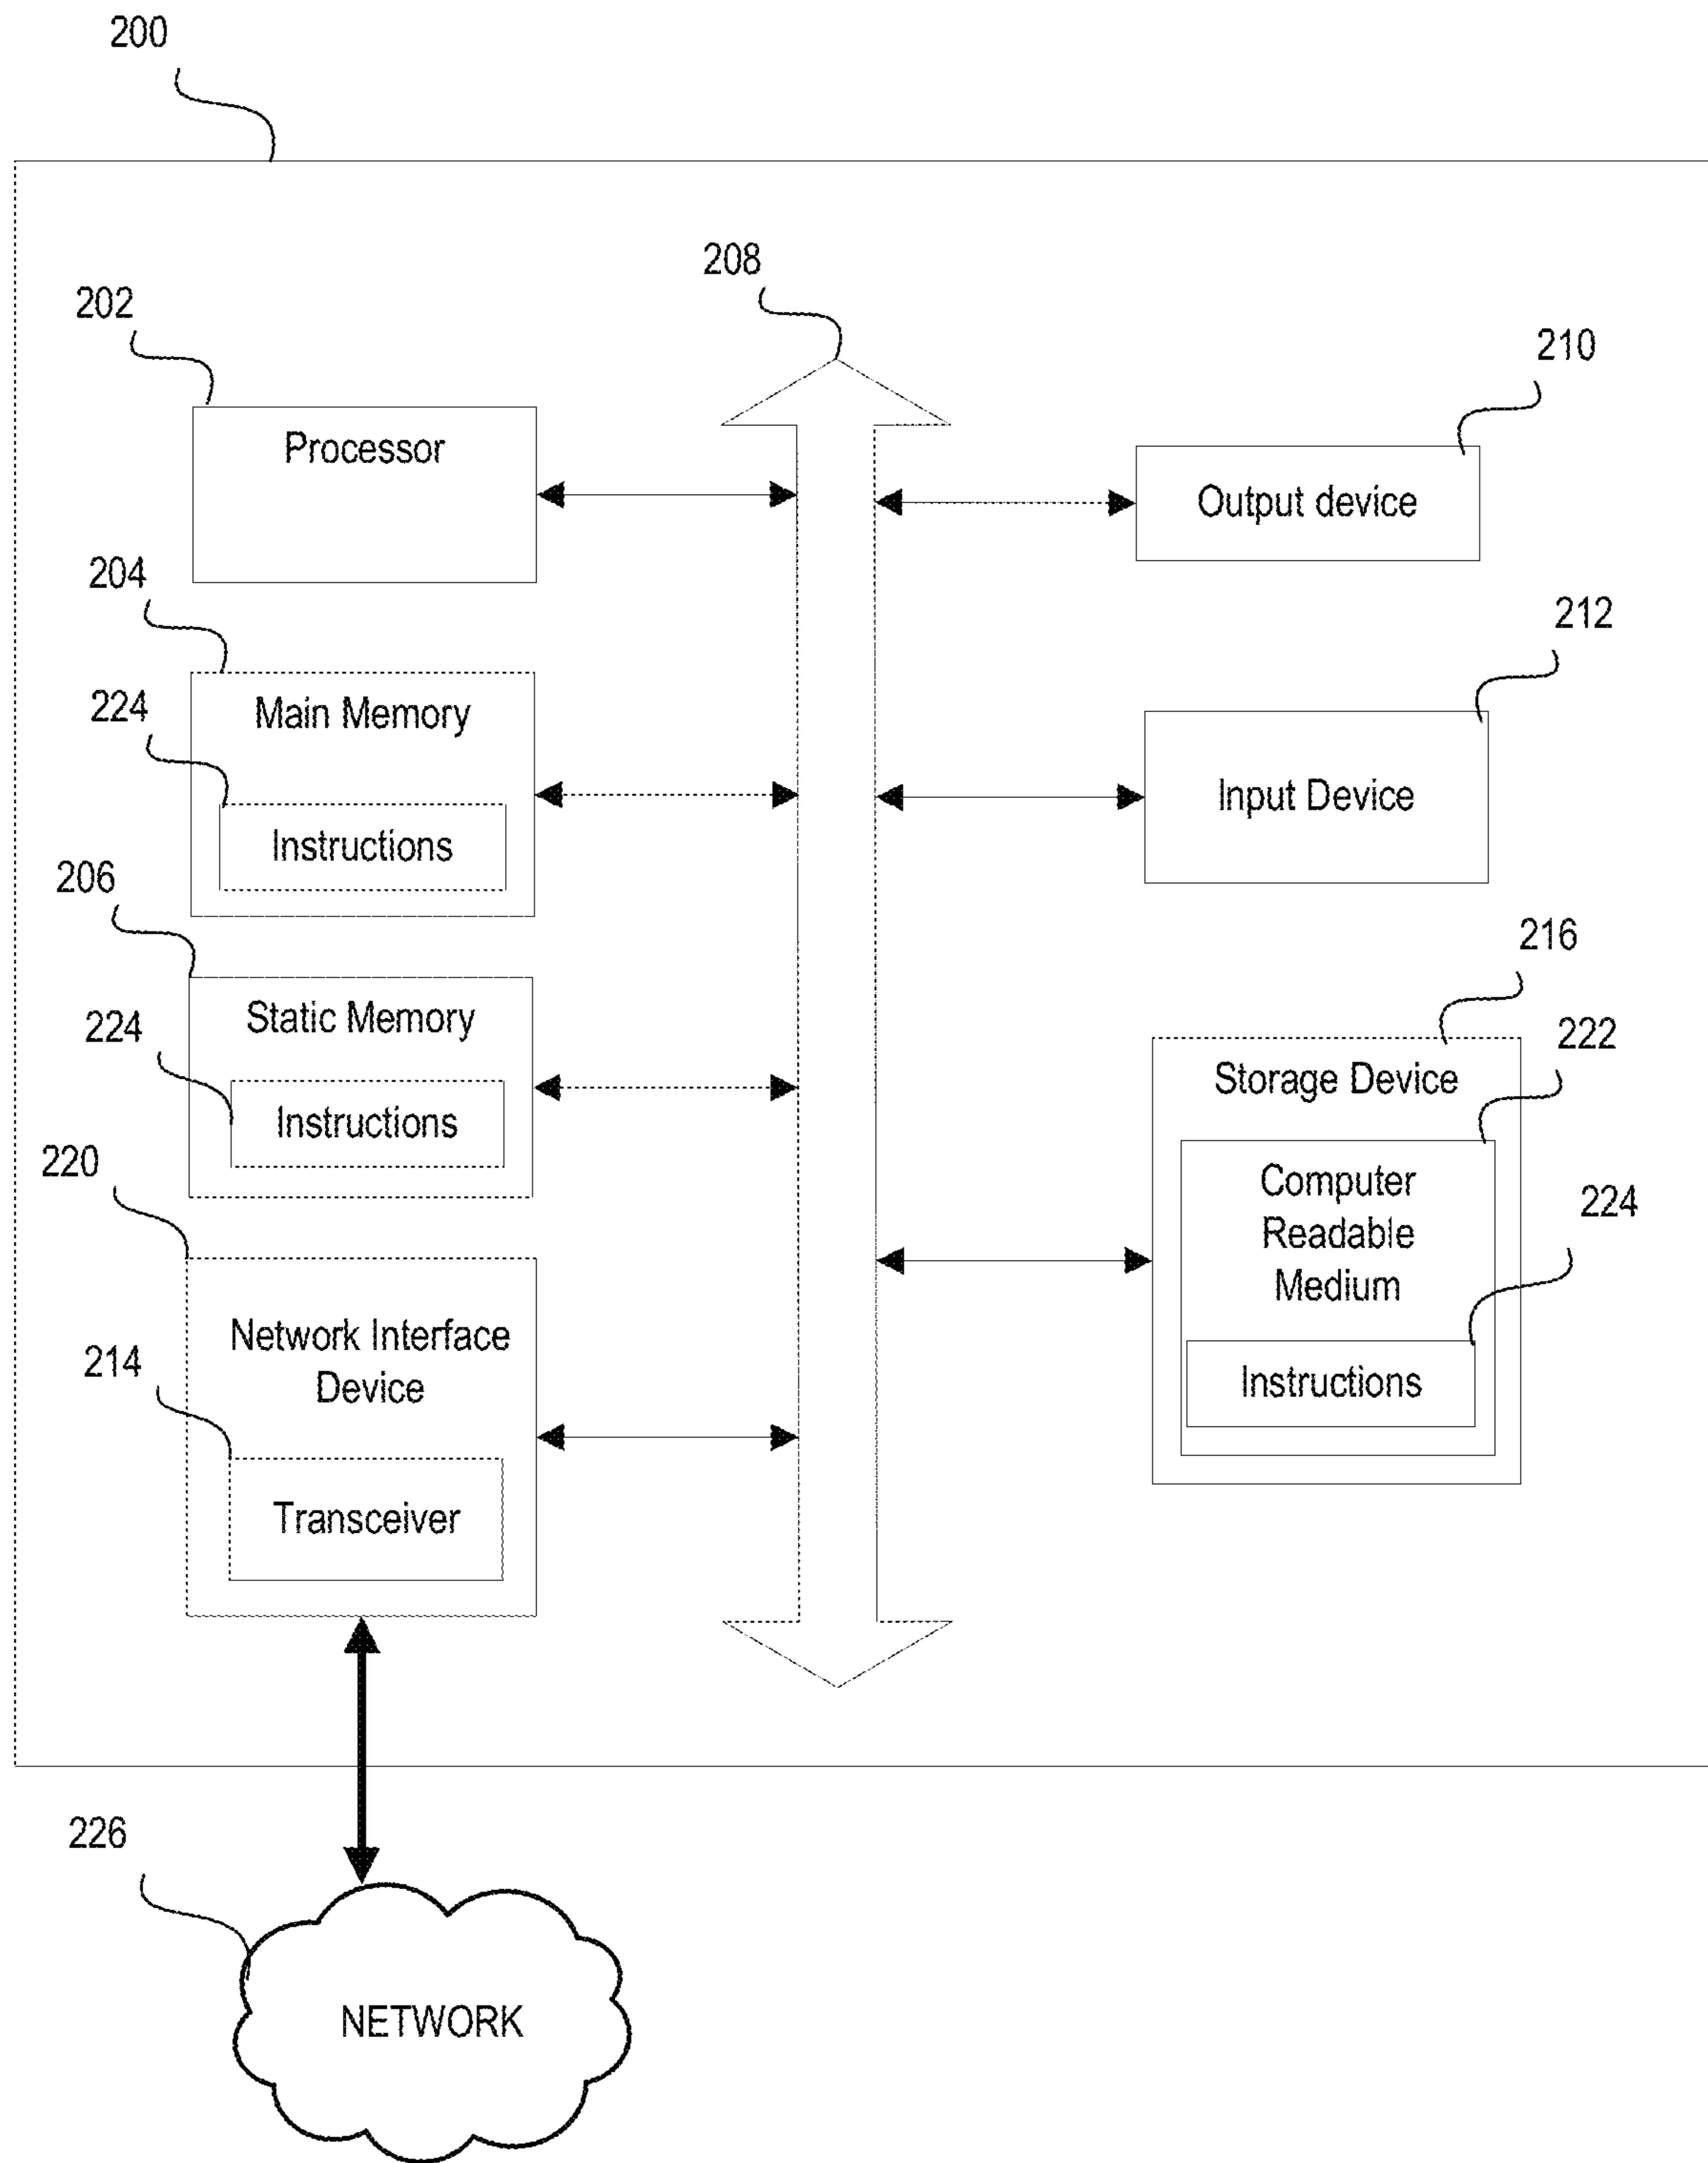 200
208
202
210
Processor
Output device
204
212
224
Main Memory
Input Device
Instructions
206
216
Static Memory
224
222
Storage Device
Instructions
220
Computer
Readable
Medium
224
Network Interface
Device
214
Instructions
Transceiver
226
NETWORK